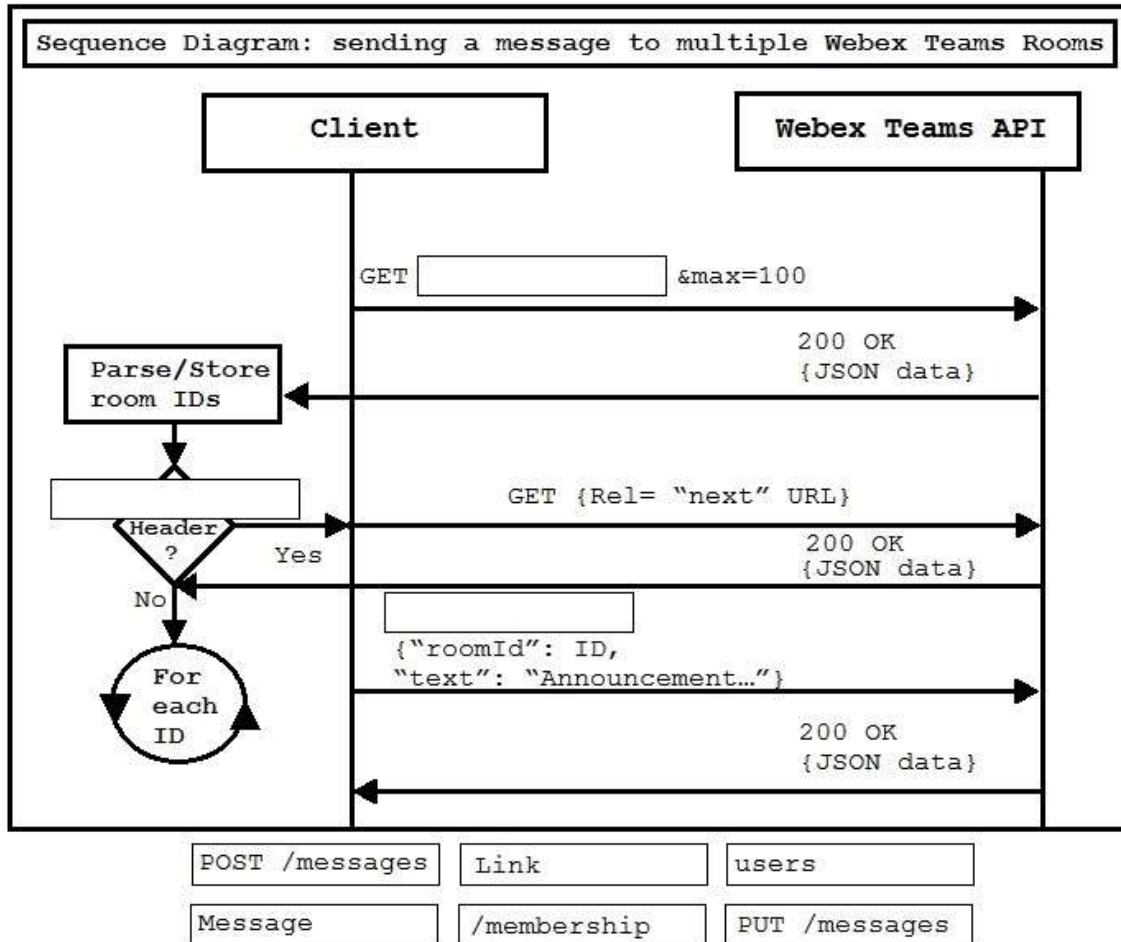 Sequence Diagram: sending a message to multiple Webex Teams Rooms
Client
Webex Teams API
GET &max=100
200 OK
{JSON data}
Parse/Store
room IDs
GET {Rel= “next” URL}
Header
?
Yes
200 OK
{JSON data}
No
{“roomId”: ID,
“text”: “Announcement…”}
For
each
ID
200 OK
{JSON data}
POST /messages
Link
users
Message
/membership
PUT /messages